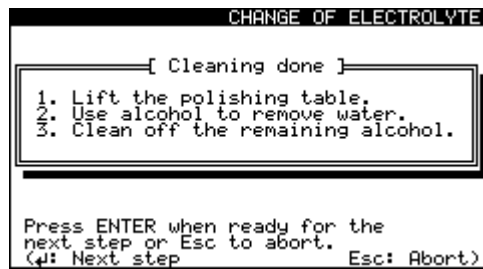 CHANGE OF ELECTROLYTE
[ Cleaning done ]
1. Lift the polishing table.
2. Use alcohol to remove water.
3. Clean off the remaining alcohol.
Press ENTER when ready for the
next step or Esc to abort.
(↲: Next step Esc: Abort)